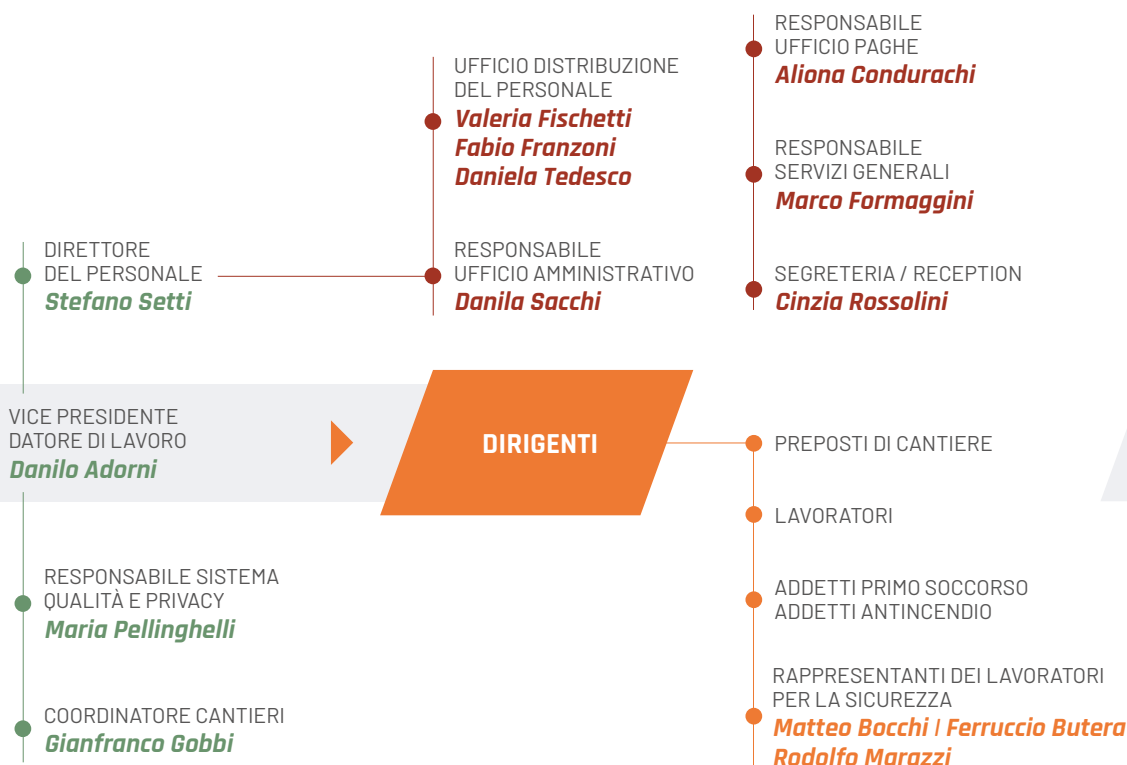 RESPONSABILE
UFFICIO PAGHE
Aliona Condurachi
UFFICIO DISTRIBUZIONE
DEL PERSONALE
Valeria Fischetti
Fabio Franzoni
Daniela Tedesco
RESPONSABILE
SERVIZI GENERALI
Marco Formaggini
DIRETTORE
DEL PERSONALE
Stefano Setti
RESPONSABILE
UFFICIO AMMINISTRATIVO
Danila Sacchi
SEGRETERIA / RECEPTION
Cinzia Rossolini
VICE PRESIDENTE
DATORE DI LAVORO
Danilo Adorni
DIRIGENTI
PREPOSTI DI CANTIERE
LAVORATORI
RESPONSABILE SISTEMA
QUALITÀ E PRIVACY
Maria Pellinghelli
ADDETTI PRIMO SOCCORSO
ADDETTI ANTINCENDIO
COORDINATORE CANTIERI
Gianfranco Gobbi
RAPPRESENTANTI DEI LAVORATORI
PER LA SICUREZZA
Matteo Bocchi | Ferruccio Butera
Rodolfo Marazzi